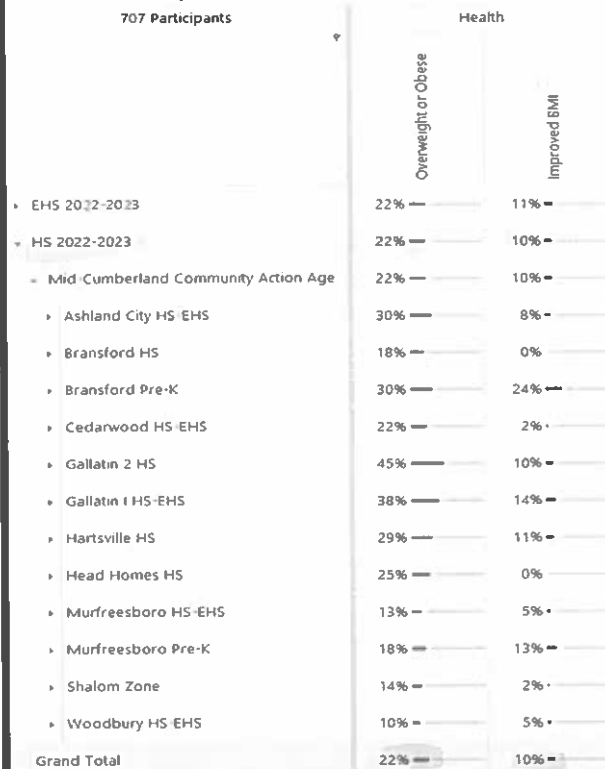 707 Participants Health
Overweight or Obese
Improved BMI
EHS 2022-2023 22% 11%
HS 2022-2023 22% 10%
Mid-Cumberland Community Action Age 22% 10%
Ashland City HS-EHS 30% 8%
Bransford HS 18% 0%
Bransford Pre-K 30% 24%
Cedarwood HS-EHS 22% 2%
Gallatin 2 HS 45% 10%
Gallatin I HS-EHS 38% 14%
Hartsville HS 29% 11%
Head Homes HS 25% 0%
Murfreesboro HS-EHS 13% 5%
Murfreesboro Pre-K 18% 13%
Shalom Zone 14% 2%
Woodbury HS-EHS 10% 5%
Grand Total 22% 10%